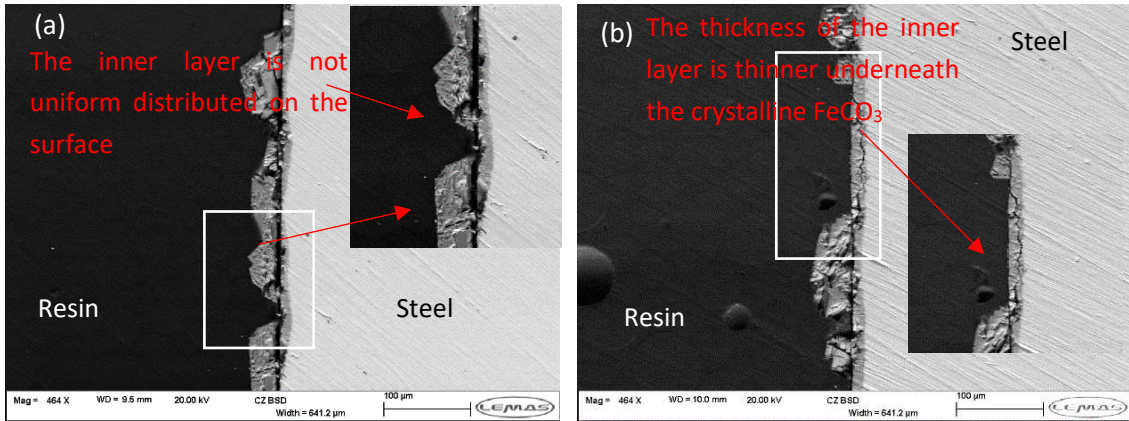 (a)
The inner layer is not
uniform distributed on the
surface
Resin
Steel
Mag = 464 X WD = 9.5 mm 20.00 kV CZ BSD Width = 641.2 µm 100 µm LEMAS
(b)
The thickness of the inner
layer is thinner underneath
the crystalline FeCO₃
Steel
Resin
Mag = 464 X WD = 10.0 mm 20.00 kV CZ BSD Width = 641.2 µm 100 µm LEMAS